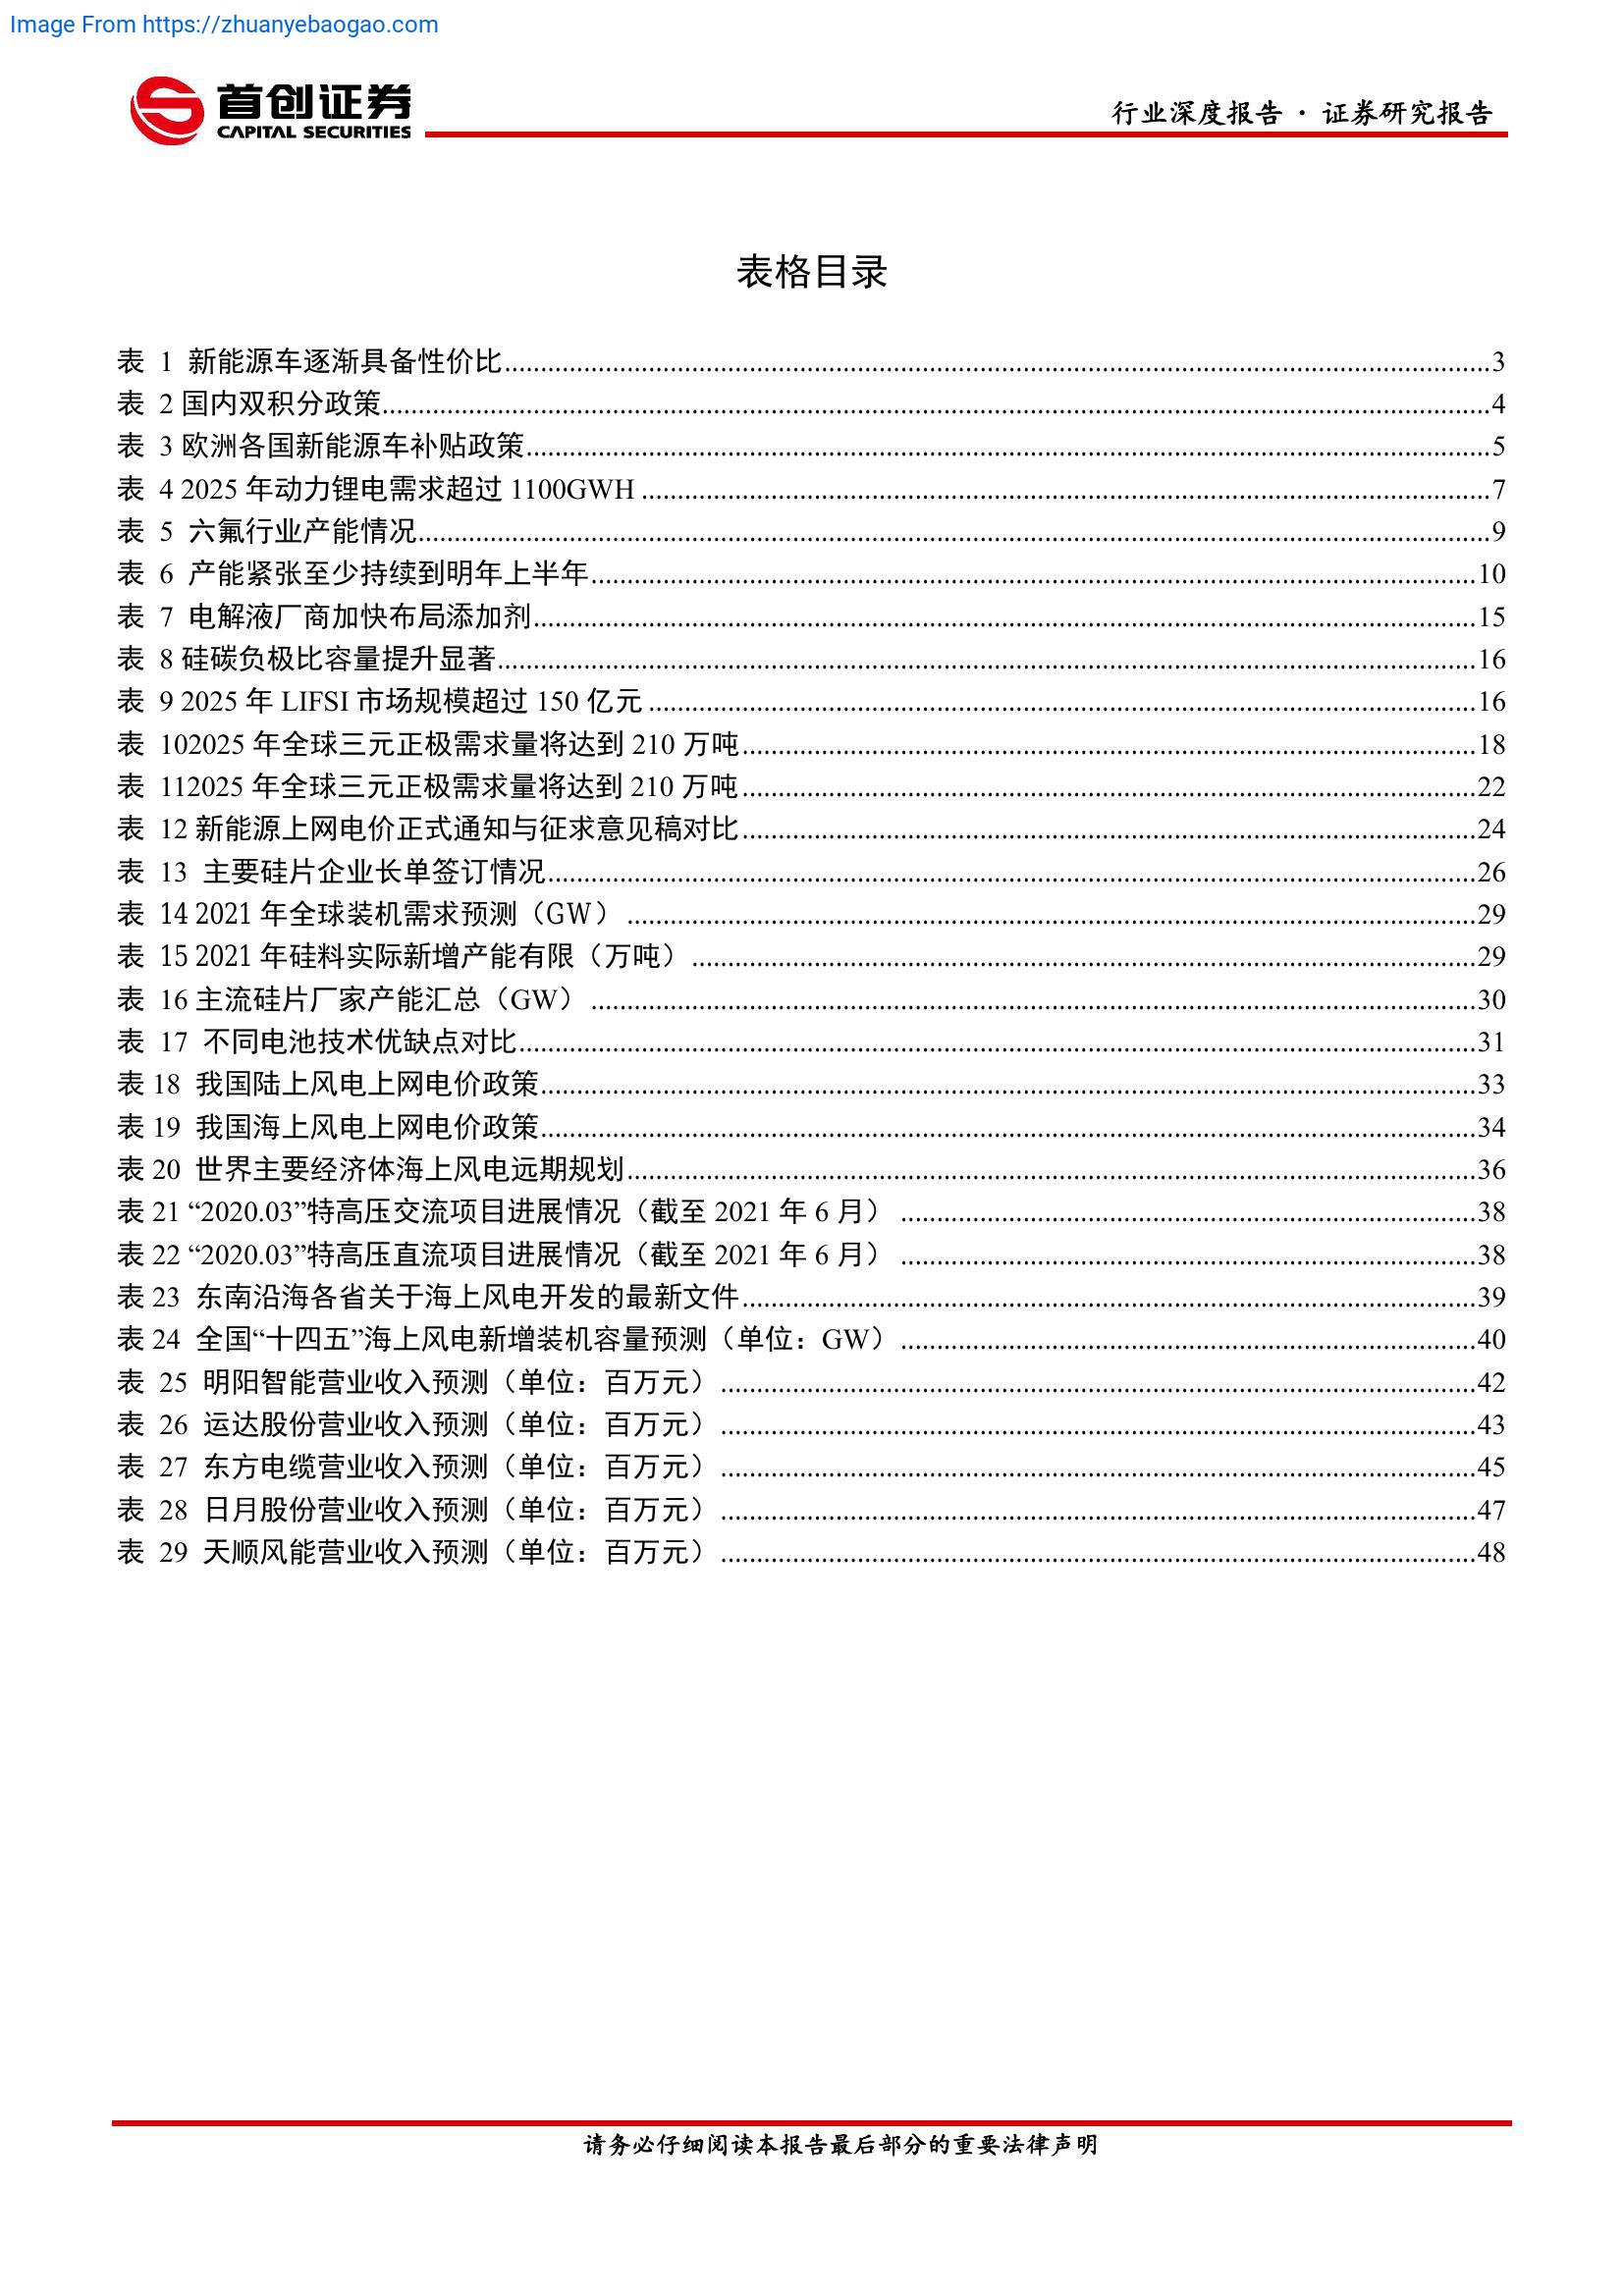 Image From https://zhuanyebaogao.com
首创证券
CAPITAL SECURITIES
行业深度报告 · 证券研究报告
表格目录
表 1 新能源车逐渐具备性价比 3
表 2 国内双积分政策 4
表 3 欧洲各国新能源车补贴政策 5
表 4 2025 年动力锂电需求超过 1100GWH 7
表 5 六氟行业产能情况 9
表 6 产能紧张至少持续到明年上半年 10
表 7 电解液厂商加快布局添加剂 15
表 8 硅碳负极比容量提升显著 16
表 9 2025 年 LIFSI 市场规模超过 150 亿元 16
表 102025 年全球三元正极需求量将达到 210 万吨 18
表 112025 年全球三元正极需求量将达到 210 万吨 22
表 12 新能源上网电价正式通知与征求意见稿对比 24
表 13 主要硅片企业长单签订情况 26
表 14 2021 年全球装机需求预测（GW） 29
表 15 2021 年硅料实际新增产能有限（万吨） 29
表 16 主流硅片厂家产能汇总（GW） 30
表 17 不同电池技术优缺点对比 31
表 18 我国陆上风电上网电价政策 33
表 19 我国海上风电上网电价政策 34
表 20 世界主要经济体海上风电远期规划 36
表 21 “2020.03”特高压交流项目进展情况（截至 2021 年 6 月） 38
表 22 “2020.03”特高压直流项目进展情况（截至 2021 年 6 月） 38
表 23 东南沿海各省关于海上风电开发的最新文件 39
表 24 全国“十四五”海上风电新增装机容量预测（单位：GW） 40
表 25 明阳智能营业收入预测（单位：百万元） 42
表 26 运达股份营业收入预测（单位：百万元） 43
表 27 东方电缆营业收入预测（单位：百万元） 45
表 28 日月股份营业收入预测（单位：百万元） 47
表 29 天顺风能营业收入预测（单位：百万元） 48
请务必仔细阅读本报告最后部分的重要法律声明